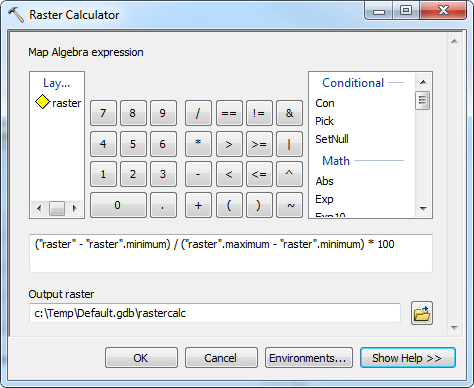 Raster Calculator
Map Algebra expression
Lay...
raster
7 8 9 / == != &
4 5 6 * > >= |
1 2 3 - < <= ^
0 . + ( ) ~
Conditional
Con
Pick
SetNull
Math
Abs
Exp
Exp10
("raster" - "raster".minimum) / ("raster".maximum - "raster".minimum) * 100
Output raster
c:\Temp\Default.gdb\rastercalc
OK Cancel Environments... Show Help >>